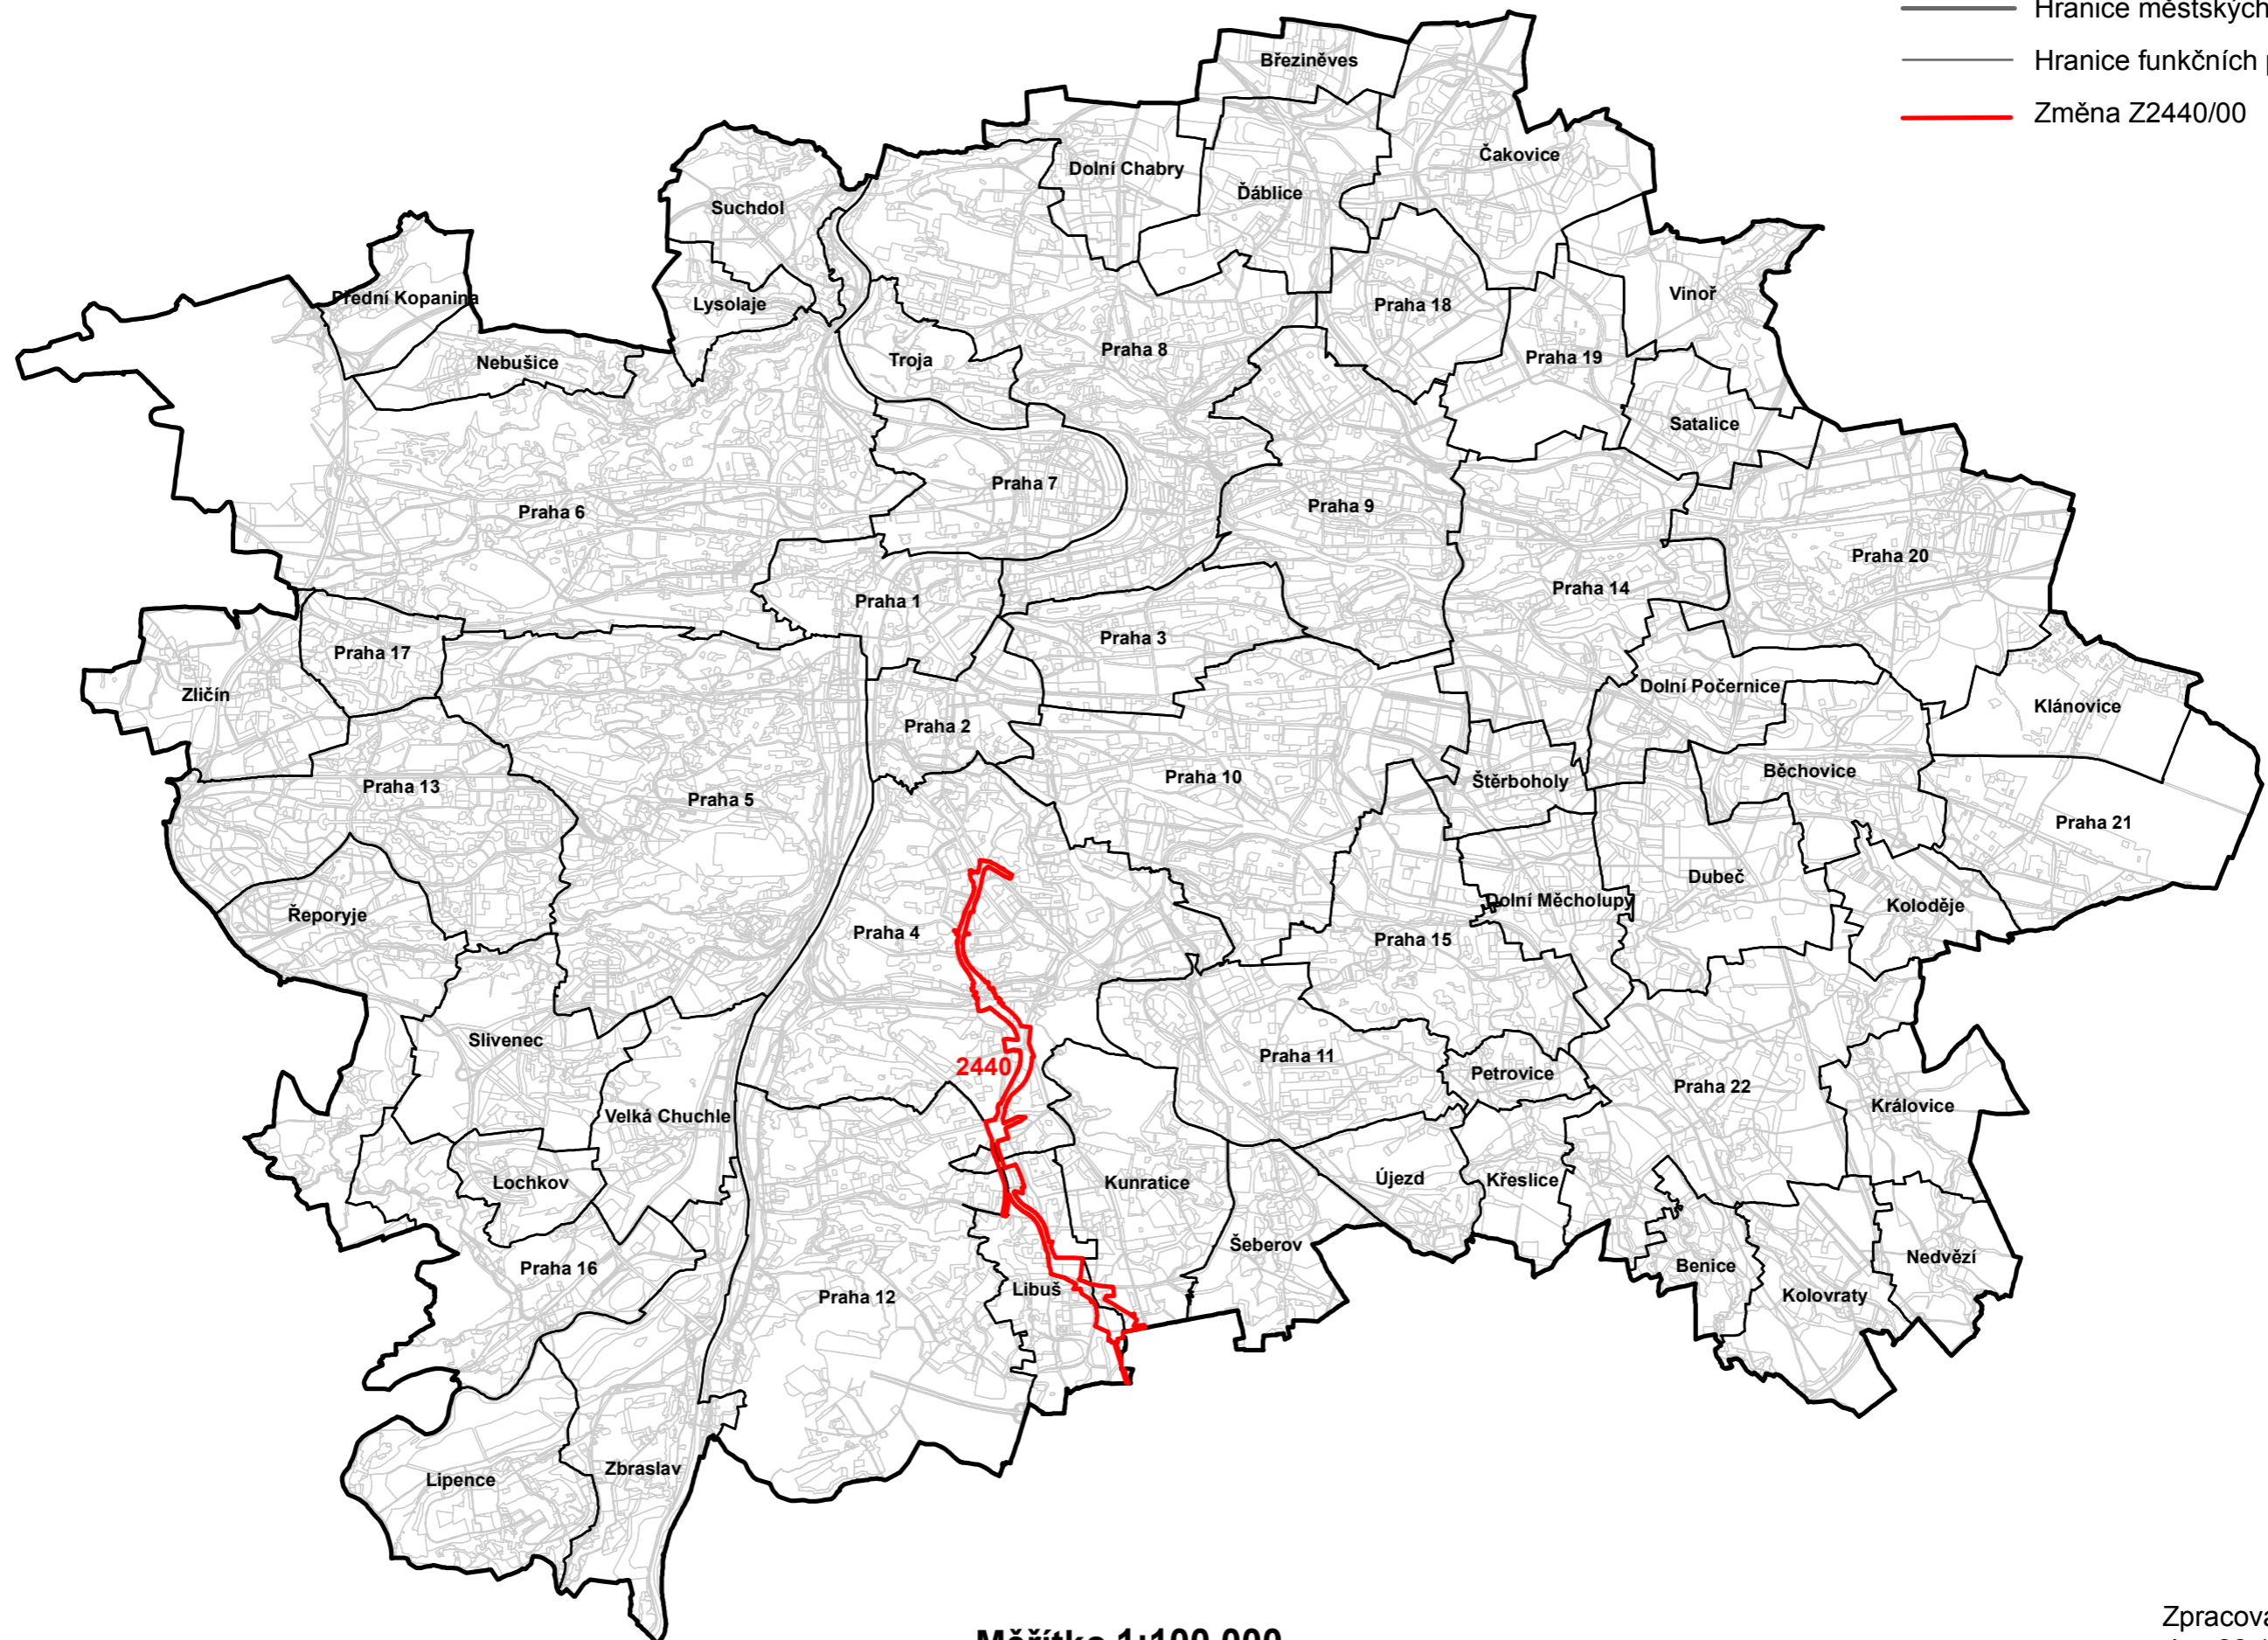 Hranice městských
Hranice funkčních
Změna Z2440/00
Březiněves
Čakovice
Dolní Chabry
Ďáblice
Suchdol
Přední Kopanina
Lysolaje
Vinoř
Praha 18
Nebušice
Troja
Praha 8
Praha 19
Satalice
Praha 7
Praha 6
Praha 9
Praha 20
Praha 14
Praha 1
Praha 3
Praha 17
Zličín
Dolní Počernice
Klánovice
Praha 2
Praha 10
Štěrboholy
Běchovice
Praha 13
Praha 5
Praha 21
Dubeč
Dolní Měcholupy
Koloděje
Řeporyje
Praha 4
Praha 15
Slivenec
Praha 11
2440
Petrovice
Praha 22
Královice
Velká Chuchle
Lochkov
Kunratice
Újezd
Křeslice
Šeberov
Praha 16
Libuš
Benice
Nedvězí
Praha 12
Kolovraty
Zbraslav
Lipence
Měřítko 1:100 000